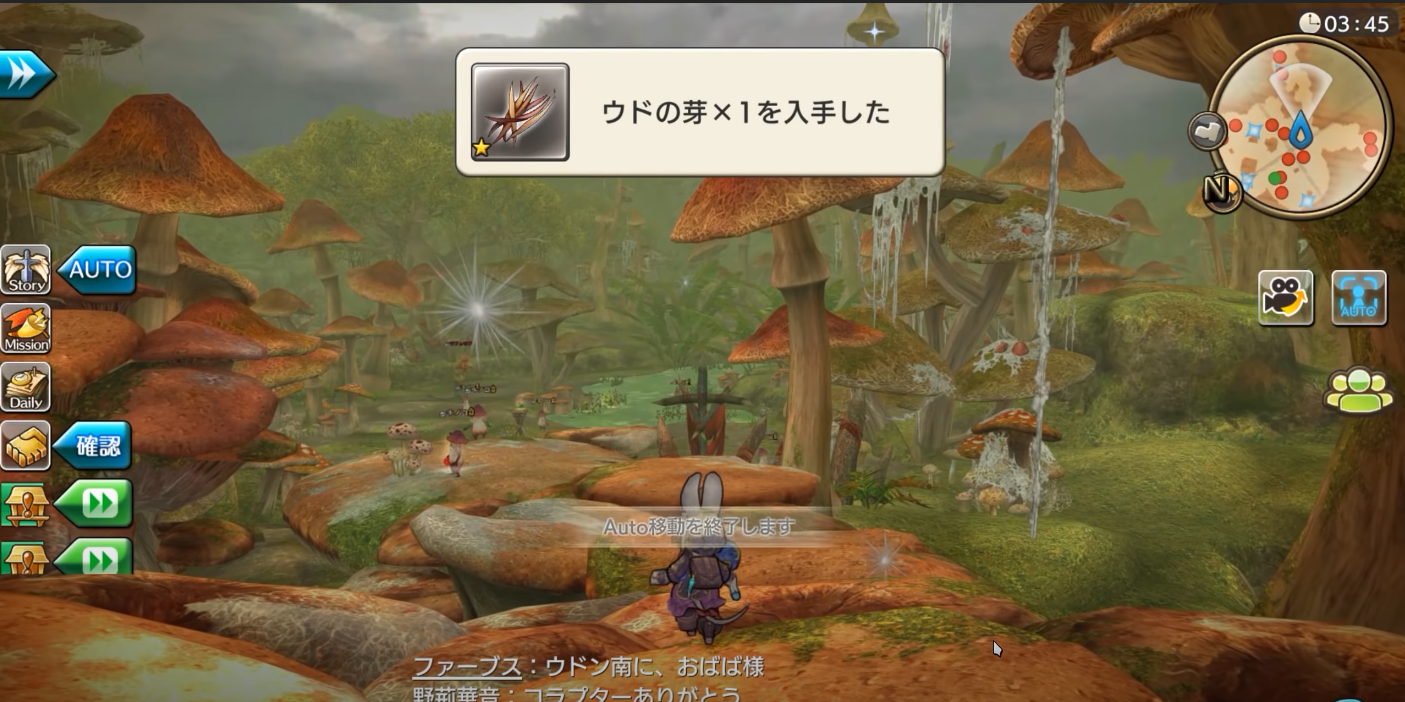 03:45
ウドの芽×1を入手した
N
Story
AUTO
AUTO
Mission
Daily
確認
Auto移動を終了します
ファーブス：ウドン南に、おばば様
野荊華音：コラプターありがとう